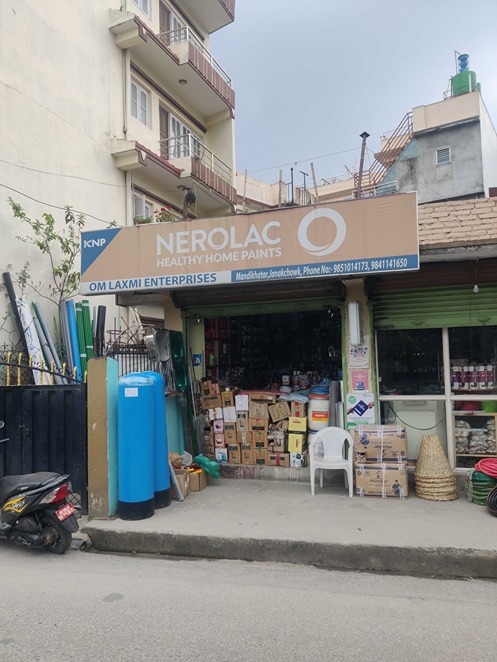 KNP
NEROLAC
HEALTHY HOME PAINTS
OM LAXMI ENTERPRISES
Mandikhatar,Janakchowk, Phone No:- 9851014173, 9841141650